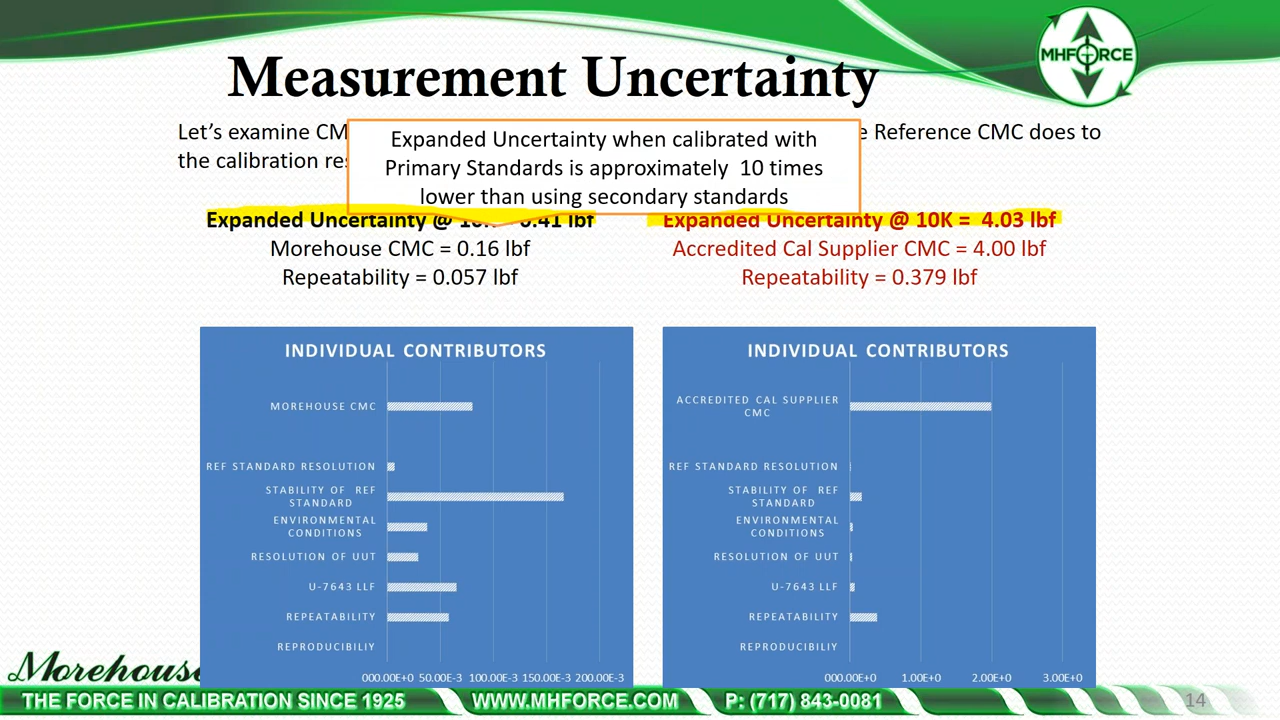 MHFORCE
Measurement Uncertainty
Let's examine CM
e Reference CMC does to
the calibration res
Expanded Uncertainty when calibrated with
Primary Standards is approximately 10 times
lower than using secondary standards
Expanded Uncertainty @ 10K = 0.41 lbf
Morehouse CMC = 0.16 lbf
Repeatability = 0.057 lbf
Expanded Uncertainty @ 10K = 4.03 lbf
Accredited Cal Supplier CMC = 4.00 lbf
Repeatability = 0.379 lbf
INDIVIDUAL CONTRIBUTORS
MOREHOUSE CMC
REF STANDARD RESOLUTION
STABILITY OF REF
STANDARD
ENVIRONMENTAL
CONDITIONS
RESOLUTION OF UUT
U-7643 LLF
REPEATABILITY
REPRODUCIBILIY
000.00E+0 50.00E-3 100.00E-3 150.00E-3 200.00E-3
INDIVIDUAL CONTRIBUTORS
ACCREDITED CAL SUPPLIER
CMC
REF STANDARD RESOLUTION
STABILITY OF REF
STANDARD
ENVIRONMENTAL
CONDITIONS
RESOLUTION OF UUT
U-7643 LLF
REPEATABILITY
REPRODUCIBILIY
000.00E+0 1.00E+0 2.00E+0 3.00E+0
Morehouse
THE FORCE IN CALIBRATION SINCE 1925 WWW.MHFORCE.COM P: (717) 843-0081 14